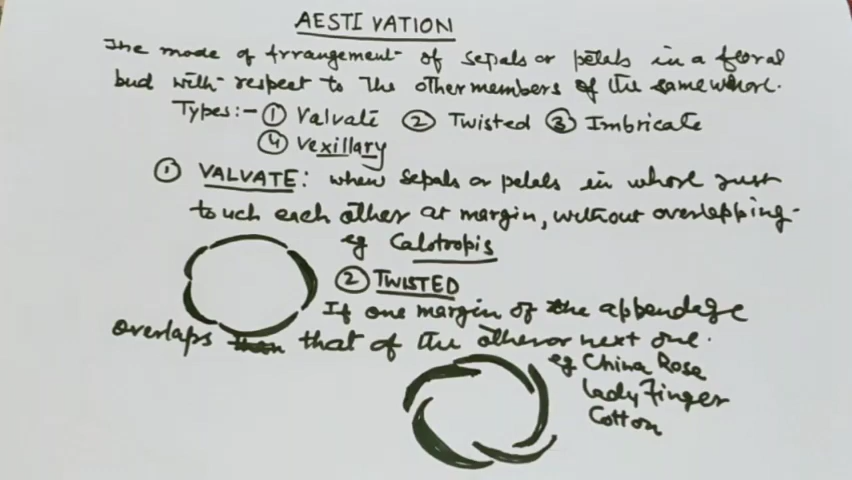 AESTIVATION
The mode of arrangement of sepals or petals in a floral
bud with respect to the other members of the same whorl.
Types:- ① Valvate ② Twisted ③ Imbricate
④ Vexillary
① VALVATE: when sepals or petals in whorl just
touch each other at margin, without overlapping.
eg Calotropis
② TWISTED
If one margin of the appendage
overlaps that of the other or next one.
eg China Rose
Lady Finger
Cotton